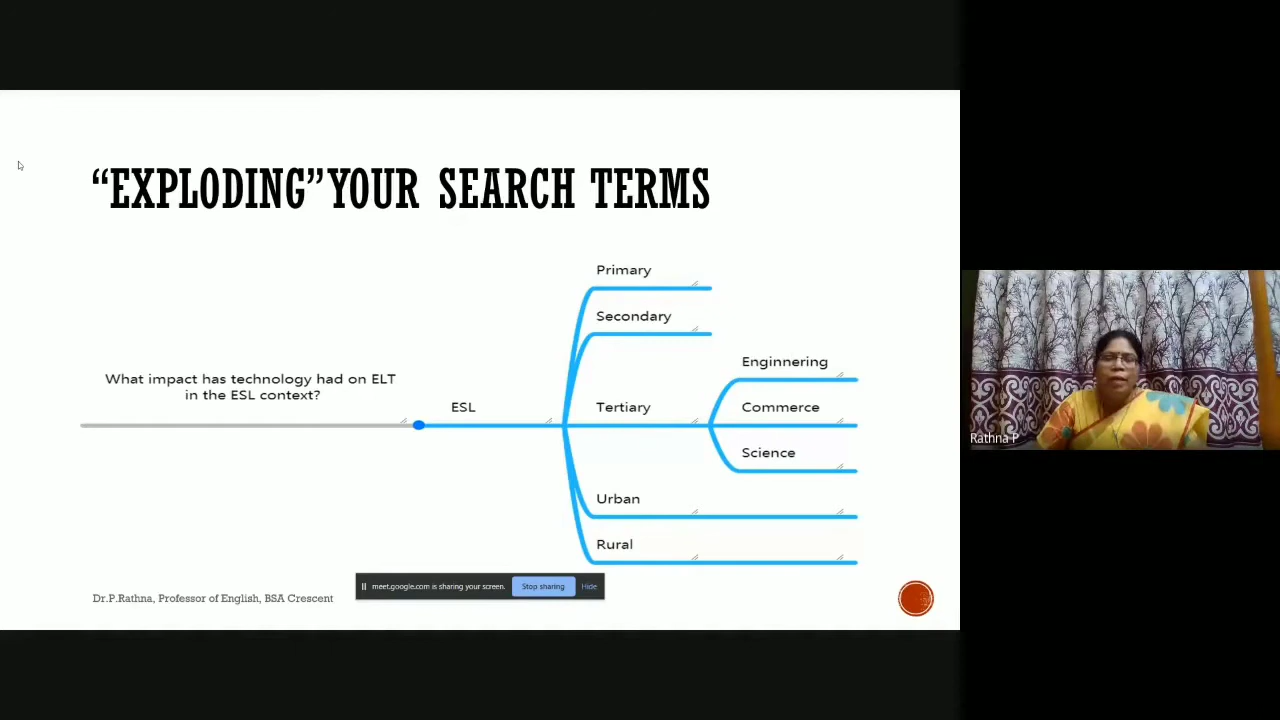 “EXPLODING”YOUR SEARCH TERMS
Primary
Secondary
Enginnering
What impact has technology had on ELT
in the ESL context?
ESL
Tertiary
Commerce
Science
Urban
Rural
meet.google.com is sharing your screen.
Stop sharing
Hide
Dr.P.Rathna, Professor of English, BSA Crescent
Rathna P